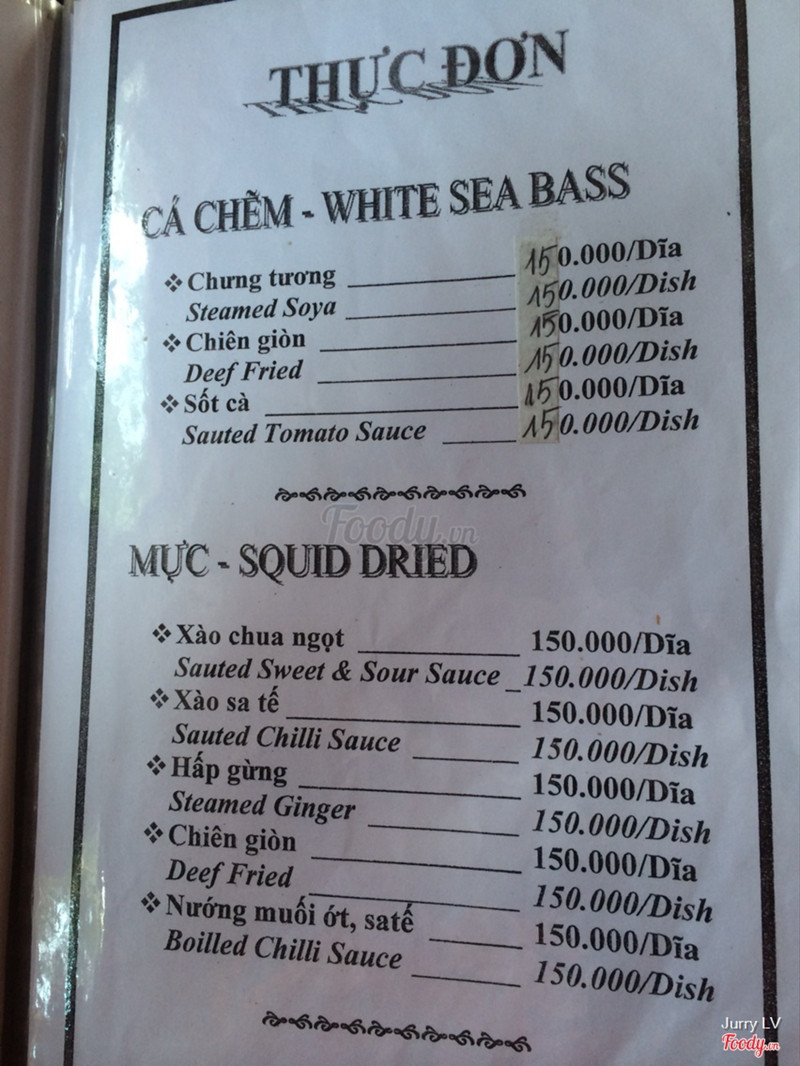 THỰC ĐƠN
CÁ CHẼM - WHITE SEA BASS
❖ Chưng tương 150.000/Dĩa
Steamed Soya 150.000/Dish
❖ Chiên giòn 150.000/Dĩa
Deef Fried 150.000/Dish
❖ Sốt cà 150.000/Dĩa
Sauted Tomato Sauce 150.000/Dish
Foody.vn
MỰC - SQUID DRIED
❖ Xào chua ngọt 150.000/Dĩa
Sauted Sweet & Sour Sauce 150.000/Dish
❖ Xào sa tế 150.000/Dĩa
Sauted Chilli Sauce 150.000/Dish
❖ Hấp gừng 150.000/Dĩa
Steamed Ginger 150.000/Dish
❖ Chiên giòn 150.000/Dĩa
Deef Fried 150.000/Dish
❖ Nướng muối ớt, satế 150.000/Dĩa
Boilled Chilli Sauce 150.000/Dish
Jurry LV
Foody.vn